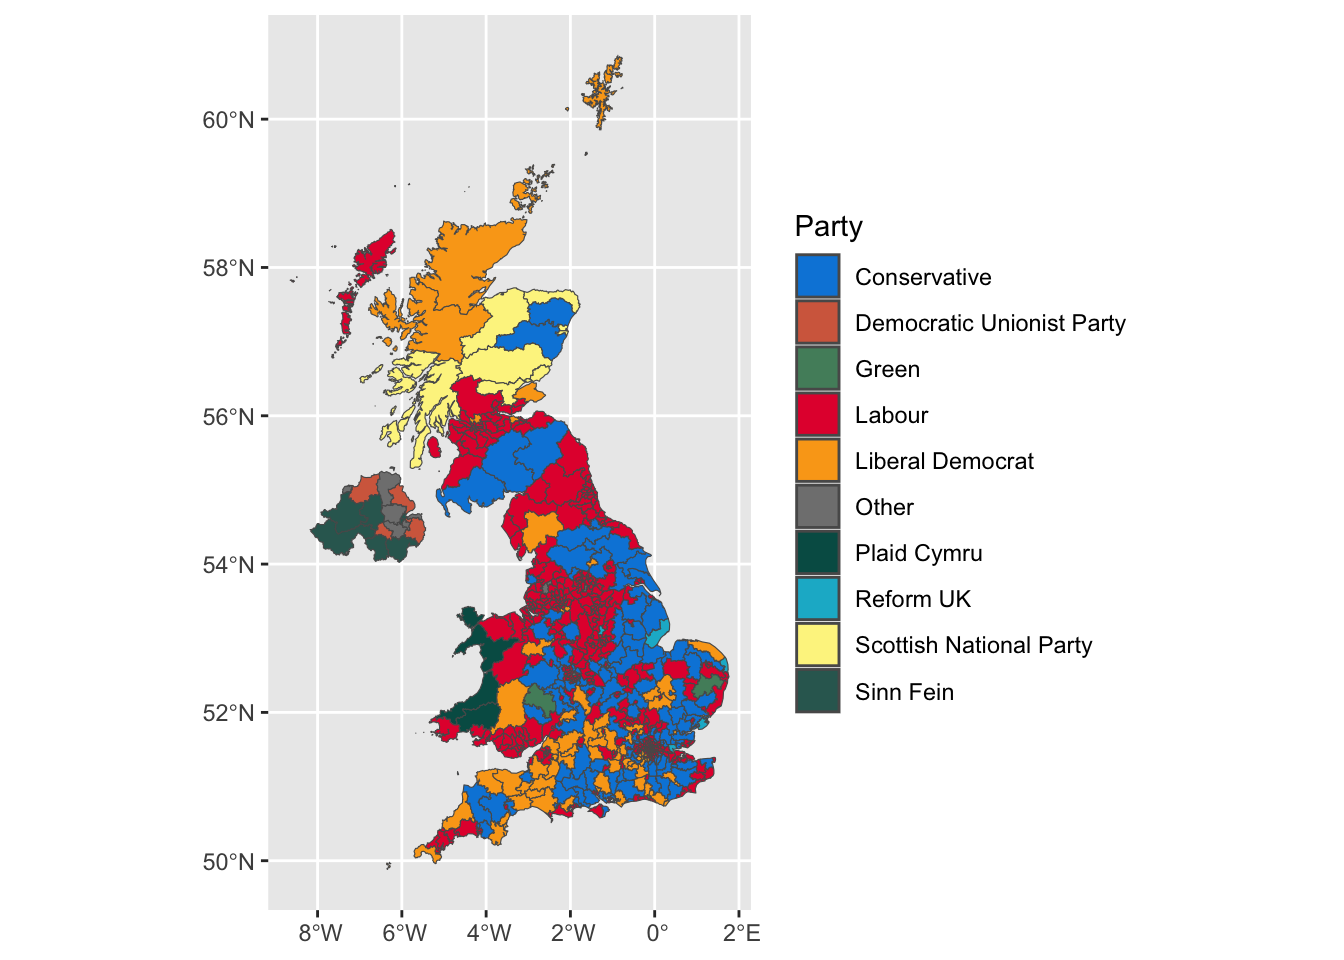 60°N
58°N
56°N
54°N
52°N
50°N
8°W
6°W
4°W
2°W
0°
2°E
Party
Conservative
Democratic Unionist Party
Green
Labour
Liberal Democrat
Other
Plaid Cymru
Reform UK
Scottish National Party
Sinn Fein